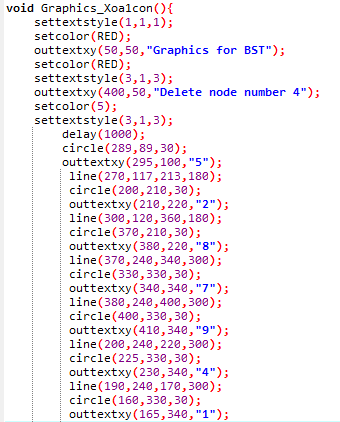 void Graphics_Xoa1con(){
settextstyle(1,1,1);
setcolor(RED);
outtextxy(50,50,"Graphics for BST");
setcolor(RED);
settextstyle(3,1,3);
outtextxy(400,50,"Delete node number 4");
setcolor(5);
settextstyle(3,1,3);
delay(1000);
circle(289,89,30);
outtextxy(295,100,"5");
line(270,117,213,180);
circle(200,210,30);
outtextxy(210,220,"2");
line(300,120,360,180);
circle(370,210,30);
outtextxy(380,220,"8");
line(370,240,340,300);
circle(330,330,30);
outtextxy(340,340,"7");
line(380,240,400,300);
circle(400,330,30);
outtextxy(410,340,"9");
line(200,240,220,300);
circle(225,330,30);
outtextxy(230,340,"4");
line(190,240,170,300);
circle(160,330,30);
outtextxy(165,340,"1");